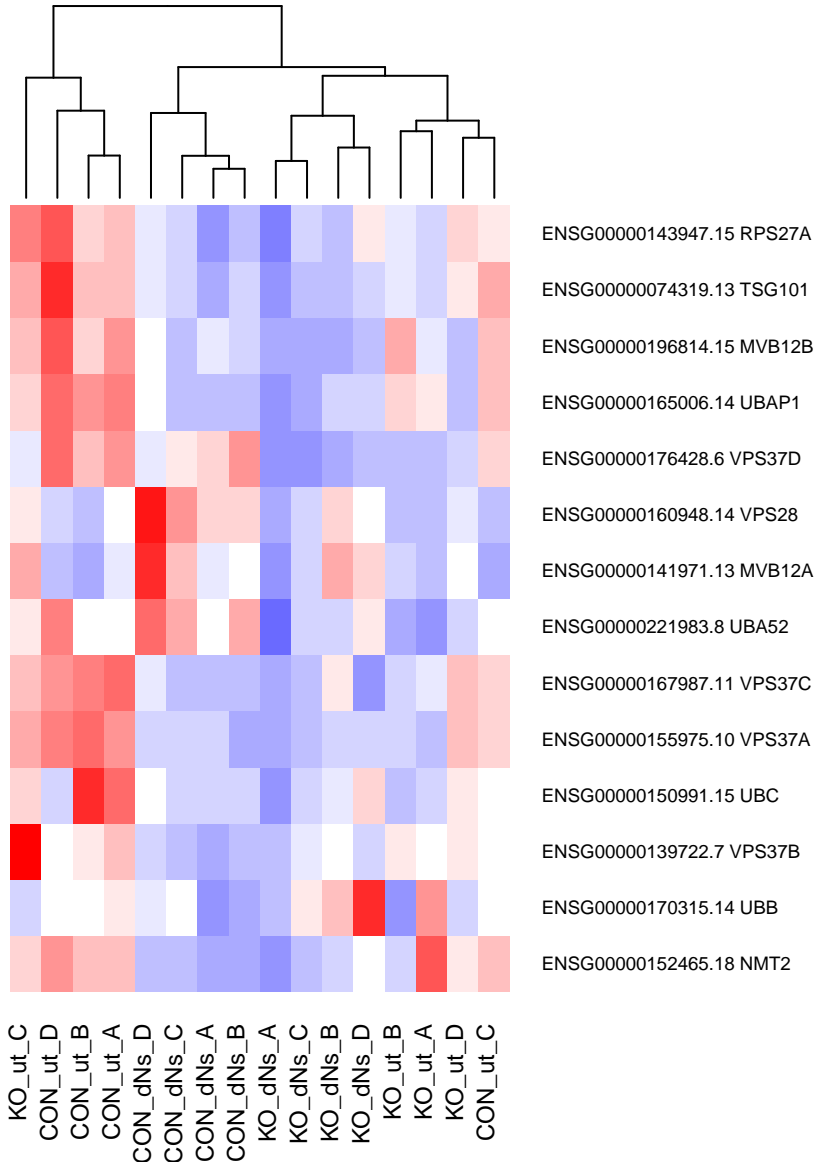 ENSG00000143947.15 RPS27A
ENSG00000074319.13 TSG101
ENSG00000196814.15 MVB12B
ENSG00000165006.14 UBAP1
ENSG00000176428.6 VPS37D
ENSG00000160948.14 VPS28
ENSG00000141971.13 MVB12A
ENSG00000221983.8 UBA52
ENSG00000167987.11 VPS37C
ENSG00000155975.10 VPS37A
ENSG00000150991.15 UBC
ENSG00000139722.7 VPS37B
ENSG00000170315.14 UBB
ENSG00000152465.18 NMT2
KO_ut_C
CON_ut_D
CON_ut_B
CON_ut_A
CON_dNs_D
CON_dNs_C
CON_dNs_A
CON_dNs_B
KO_dNs_A
KO_dNs_C
KO_dNs_B
KO_dNs_D
KO_ut_B
KO_ut_A
KO_ut_D
CON_ut_C